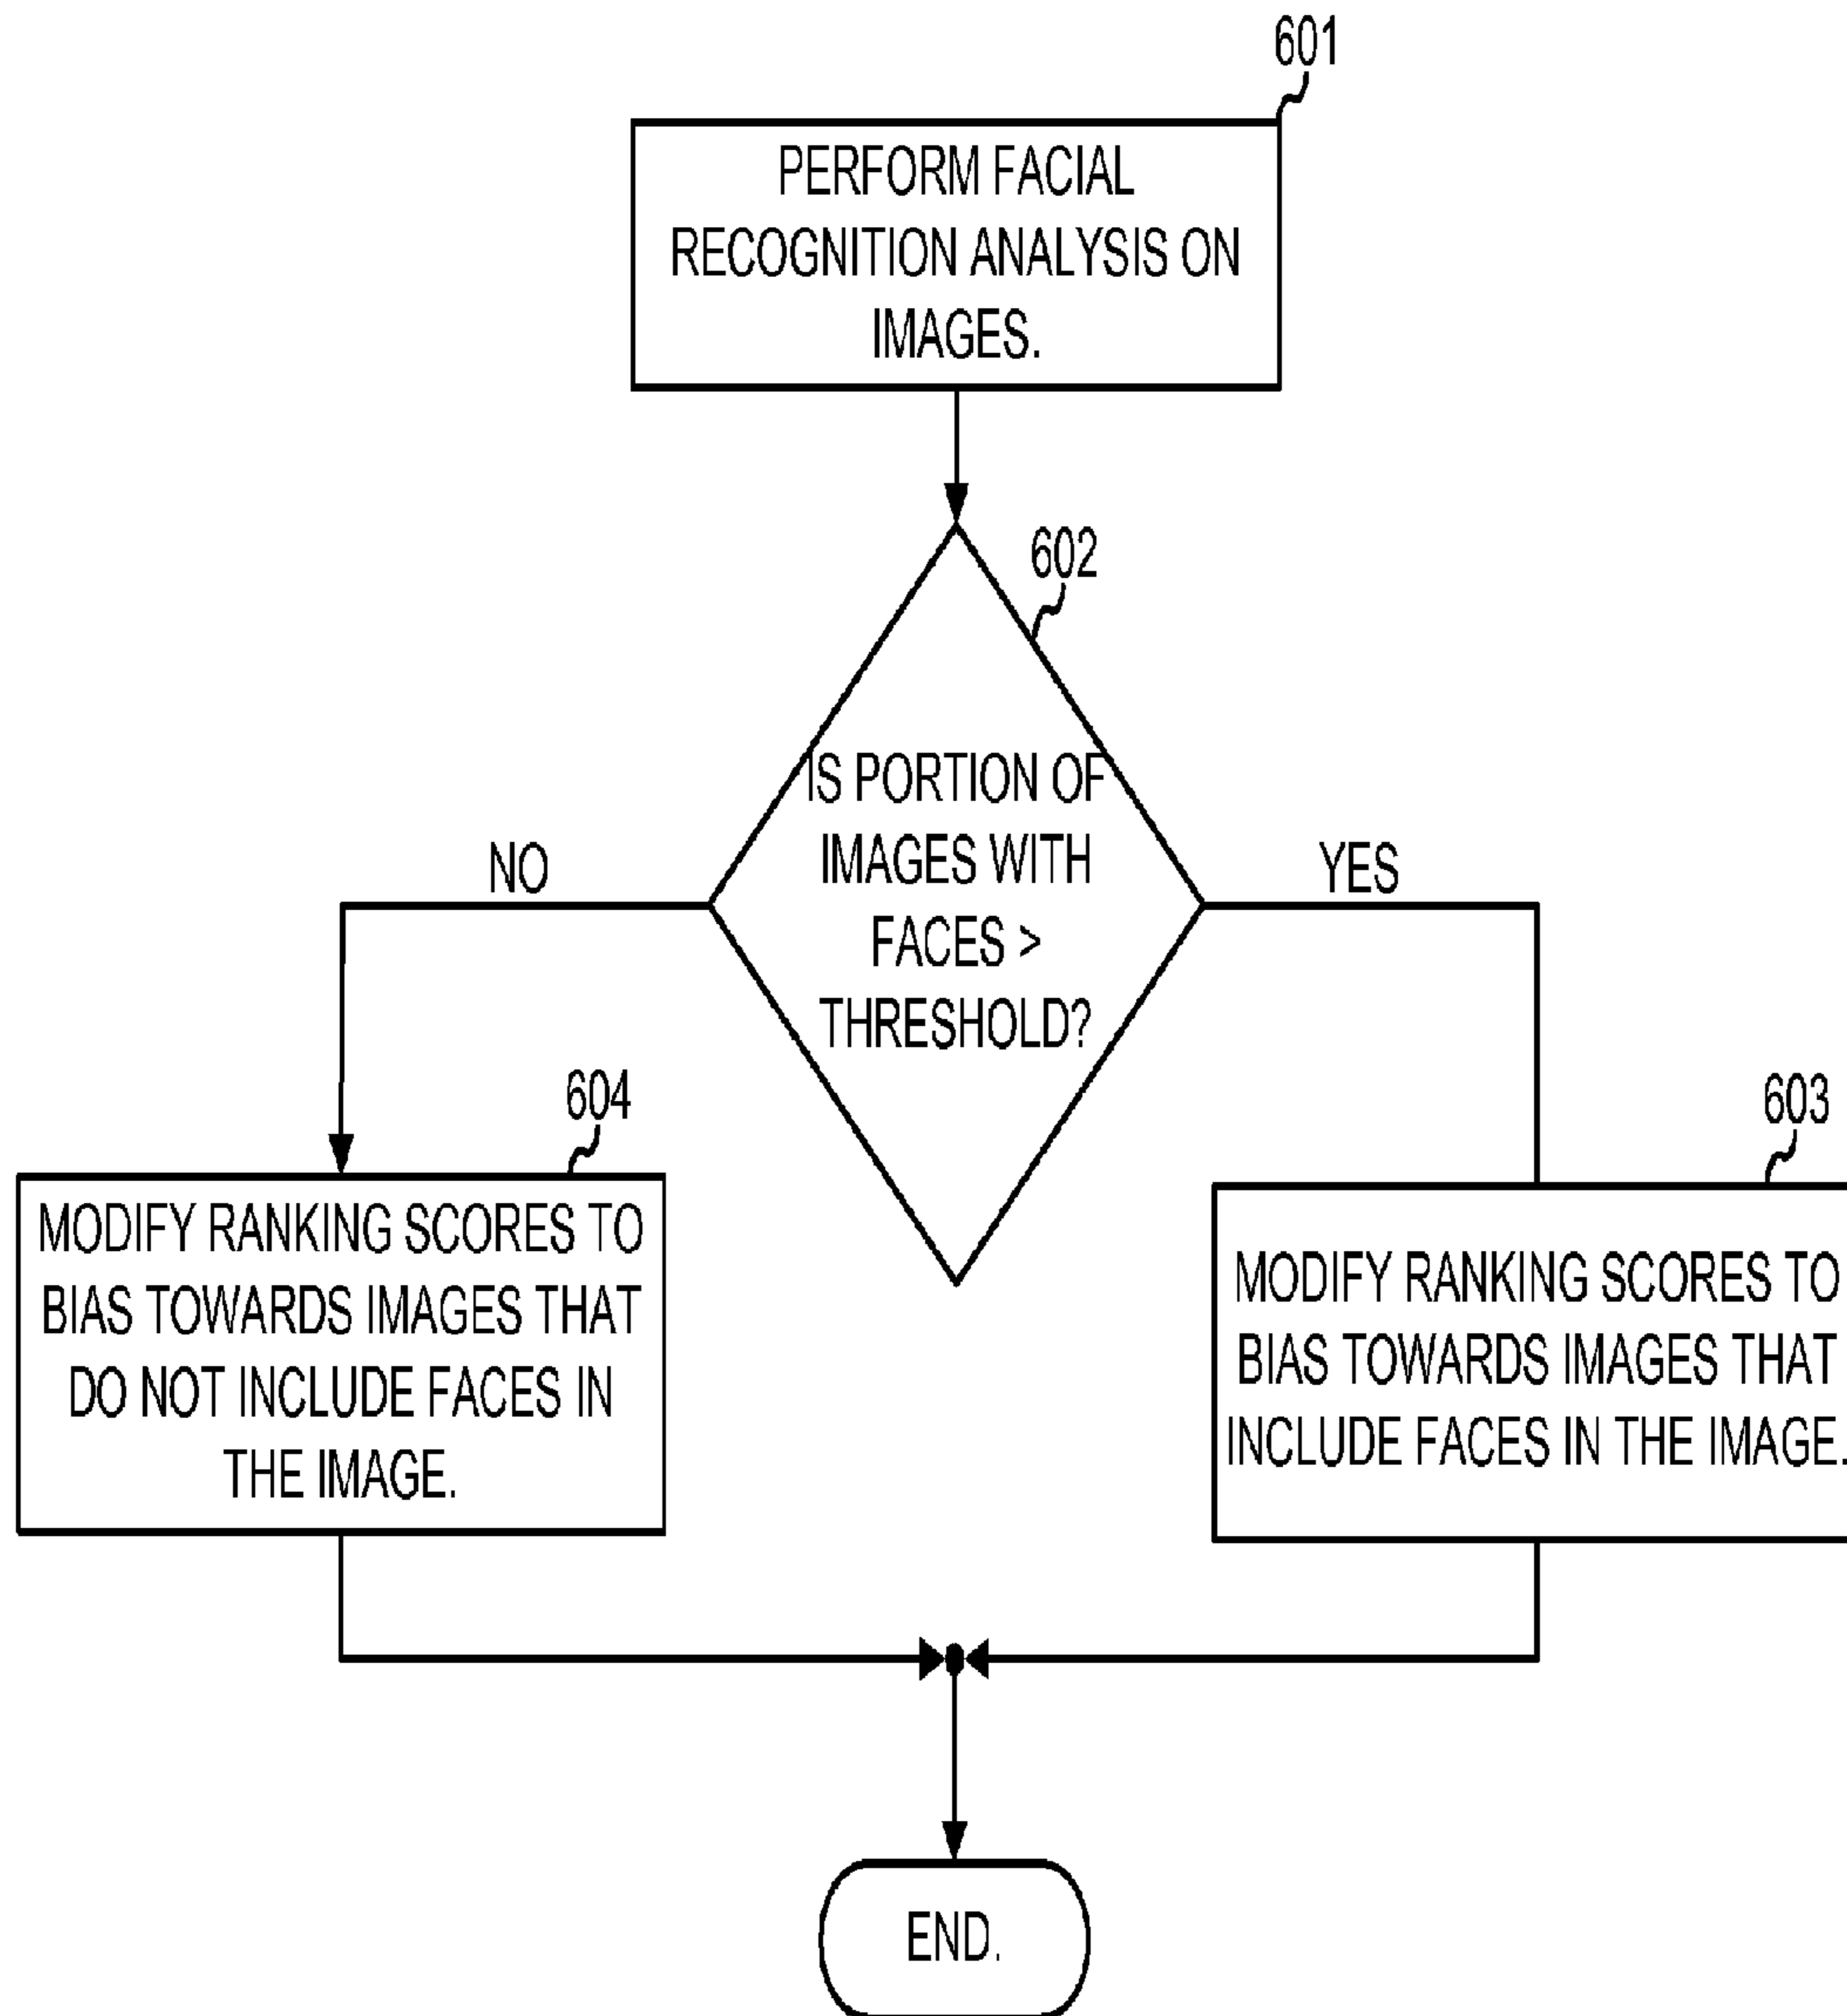 601
PERFORM FACIAL
RECOGNITION ANALYSIS ON
IMAGES.
602
IS PORTION OF
IMAGES WITH
FACES >
THRESHOLD?
NO
YES
604
MODIFY RANKING SCORES TO
BIAS TOWARDS IMAGES THAT
DO NOT INCLUDE FACES IN
THE IMAGE.
603
MODIFY RANKING SCORES TO
BIAS TOWARDS IMAGES THAT
INCLUDE FACES IN THE IMAGE.
END.